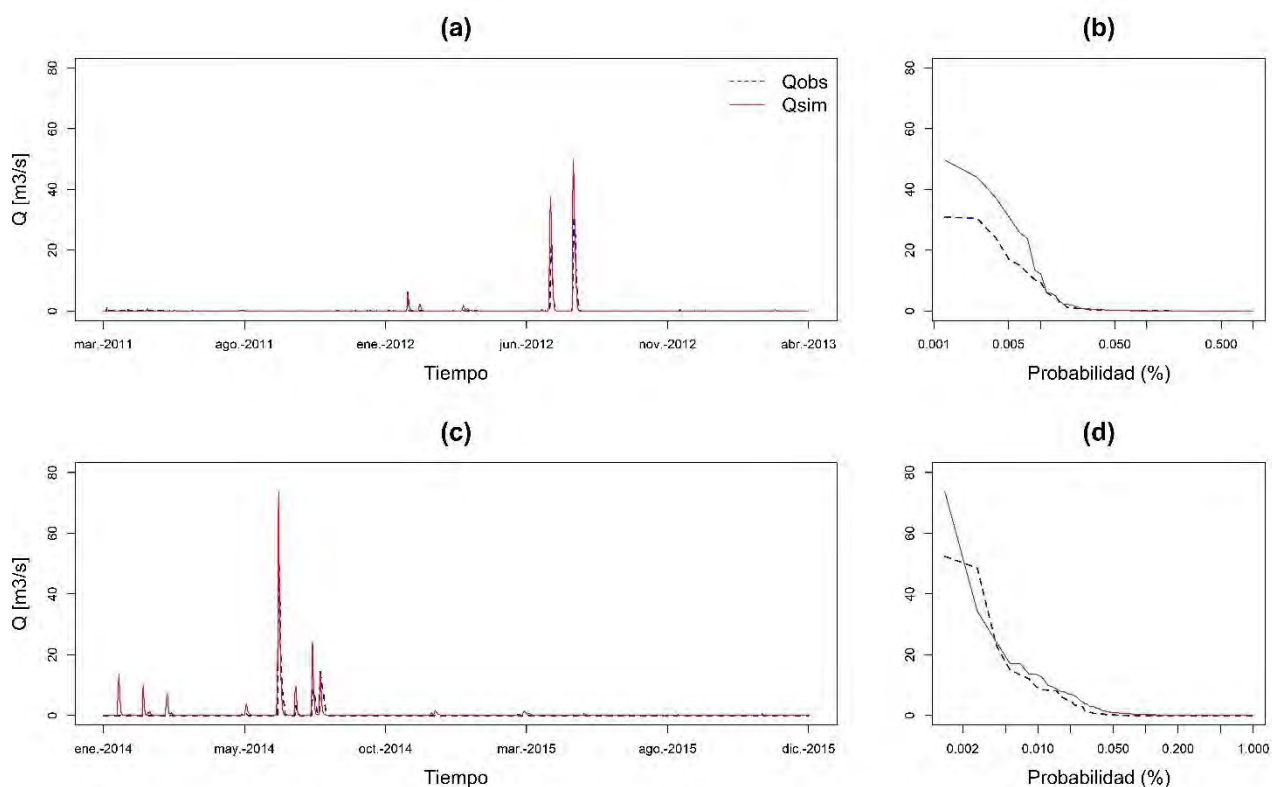 (a)
80
60
40
20
0
Q [m3/s]
Qobs
Qsim
mar.-2011 ago.-2011 ene.-2012 jun.-2012 nov.-2012 abr.-2013
Tiempo
(b)
80
60
40
20
0
0.001 0.005 0.050 0.500
Probabilidad (%)
(c)
80
60
40
20
0
Q [m3/s]
ene.-2014 may.-2014 oct.-2014 mar.-2015 ago.-2015 dic.-2015
Tiempo
(d)
80
60
40
20
0
0.002 0.010 0.050 0.200 1.000
Probabilidad (%)